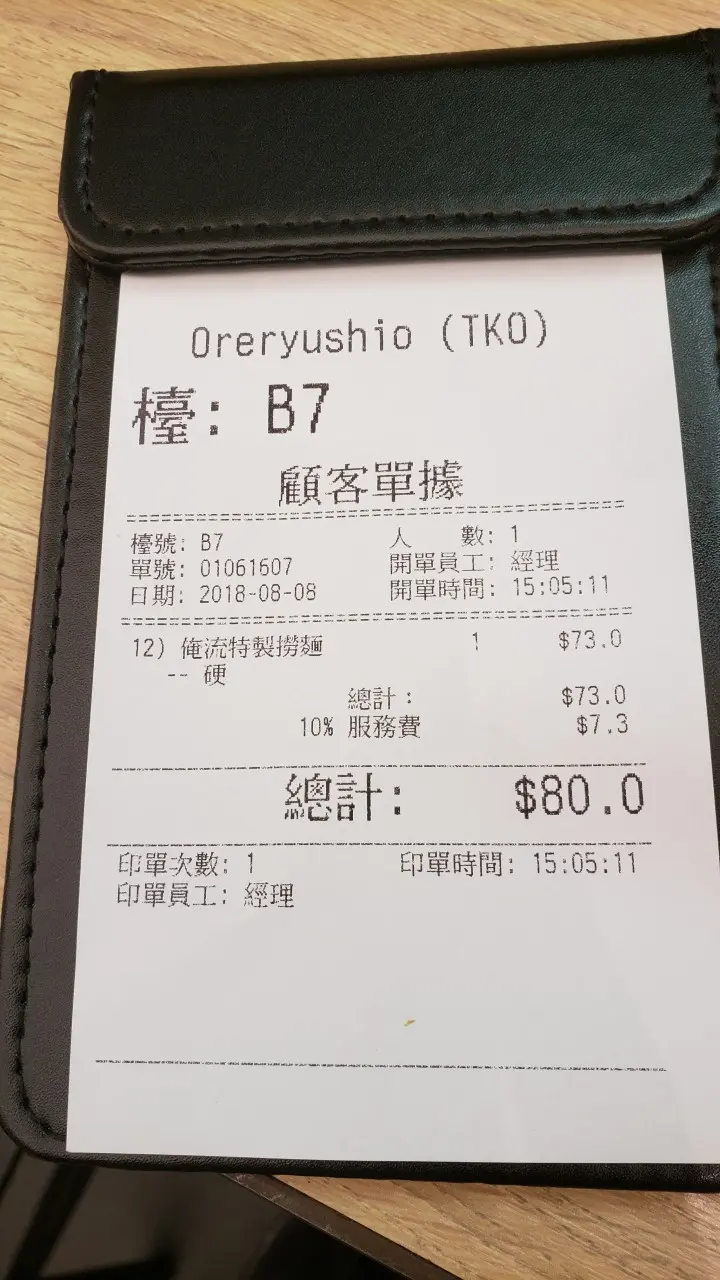 Oreryushio (TKO)
檯: B7
顧客單據
檯號: B7 人 數: 1
單號: 01061607 開單員工: 經理
日期: 2018-08-08 開單時間: 15:05:11
12) 俺流特製撈麵 1 $73.0
-- 硬
總計: $73.0
10% 服務費 $7.3
總計: $80.0
印單次數: 1 印單時間: 15:05:11
印單員工: 經理